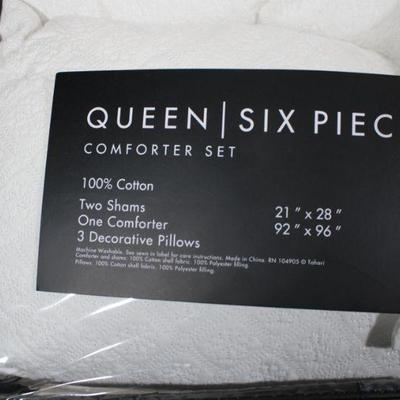 QUEEN | SIX PIEC
COMFORTER SET
100% Cotton
Two Shams 21" x 28"
One Comforter 92" x 96"
3 Decorative Pillows
Machine Washable. See sewn in label for care instructions. Made in China. RN 104905 © Tahari
Comforter and shams: 100% Cotton shell fabric. 100% Polyester filling.
Pillows: 100% Cotton shell fabric. 100% Polyester filling.